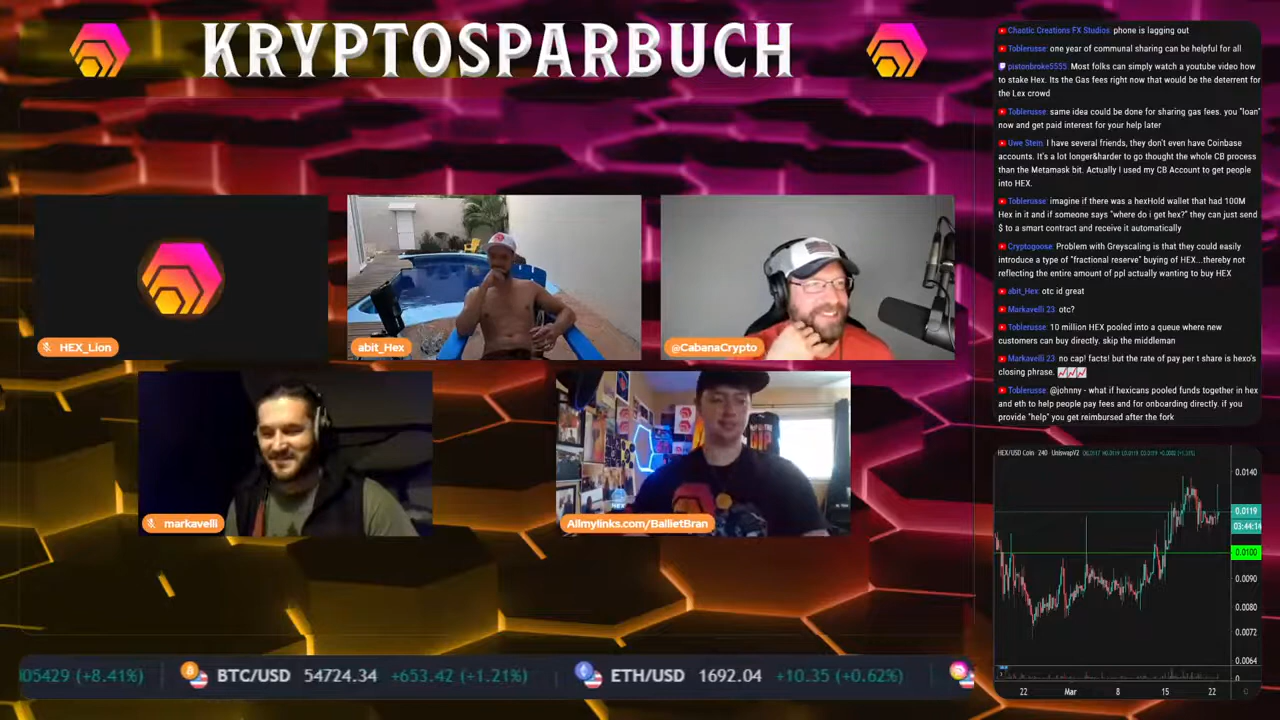 KRYPTOSPARBUCH
HEX_Lion
abit_Hex
@CabanaCrypto
markavelli
Allmylinks.com/BallietBran
Chaotic Creations FX Studios: phone is lagging out
Toblerusse: one year of communal sharing can be helpful for all
pistonbroke5555: Most folks can simply watch a youtube video how
to stake Hex. Its the Gas fees right now that would be the deterrent for
the Lex crowd
Toblerusse: same idea could be done for sharing gas fees. you "loan"
now and get paid interest for your help later
Uwe Stein: I have several friends, they don't even have Coinbase
accounts. It's a lot longer&harder to go thought the whole CB process
than the Metamask bit. Actually I used my CB Account to get people
into HEX.
Toblerusse: imagine if there was a hexHold wallet that had 100M
Hex in it and if someone says "where do i get hex?" they can just send
$ to a smart contract and receive it automatically
Cryptogoose: Problem with Greyscaling is that they could easily
introduce a type of "fractional reserve" buying of HEX...thereby not
reflecting the entire amount of ppl actually wanting to buy HEX
abit_Hex: otc id great
Markavelli 23: otc?
Toblerusse: 10 million HEX pooled into a queue where new
customers can buy directly. skip the middleman
Markavelli 23: no cap! facts! but the rate of pay per t share is hexo's
closing phrase.
Toblerusse: @johnny - what if hexicans pooled funds together in hex
and eth to help people pay fees and for onboarding directly. if you
provide "help" you get reimbursed after the fork
HEX/USD Coin 240 UniswapV2
0.0140
0.0119
03:44:14
0.0100
0.0090
0.0080
0.0072
0.0064
0
22 Mar 8 15 22
05429 (+8.41%) BTC/USD 54724.34 +653.42 (+1.21%) ETH/USD 1692.04 +10.35 (+0.62%)